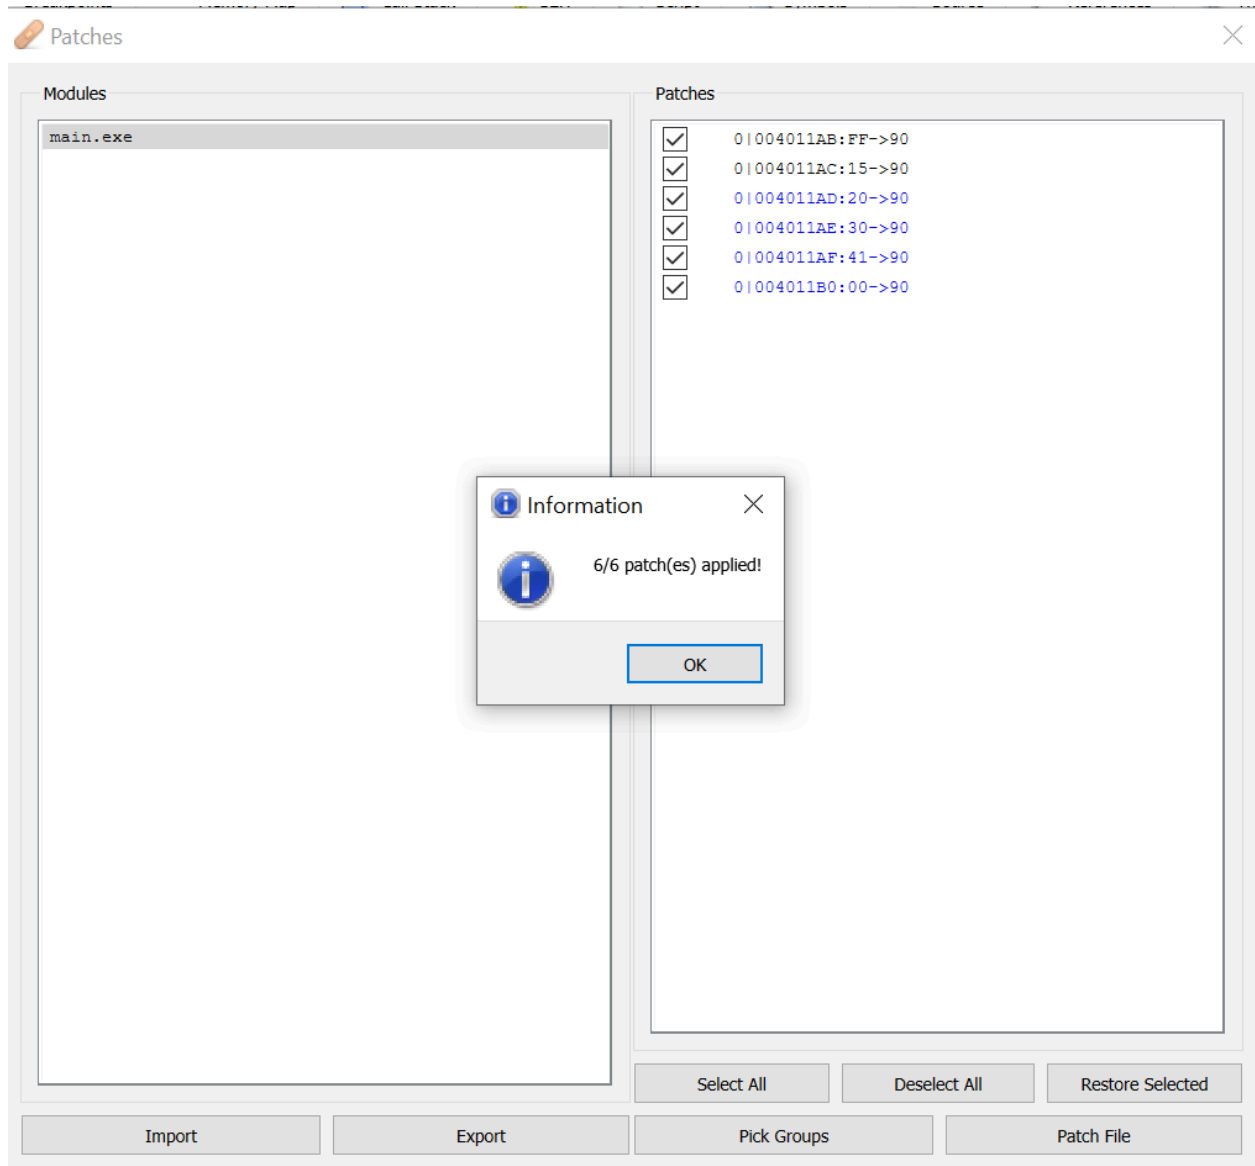 Patches
Modules
main.exe
Patches
0|004011AB:FF->90
0|004011AC:15->90
0|004011AD:20->90
0|004011AE:30->90
0|004011AF:41->90
0|004011B0:00->90
Information
6/6 patch(es) applied!
OK
Select All
Deselect All
Restore Selected
Import
Export
Pick Groups
Patch File